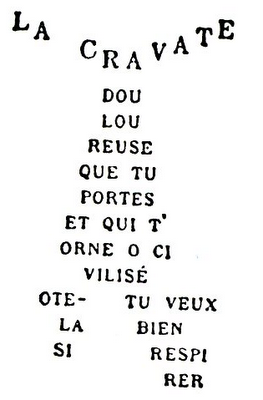 LA CRAVATE
DOU
LOU
REUSE
QUE TU
PORTES
ET QUI T'
ORNE O CI
VILISÉ
OTE- TU VEUX
LA BIEN
SI RESPI
RER